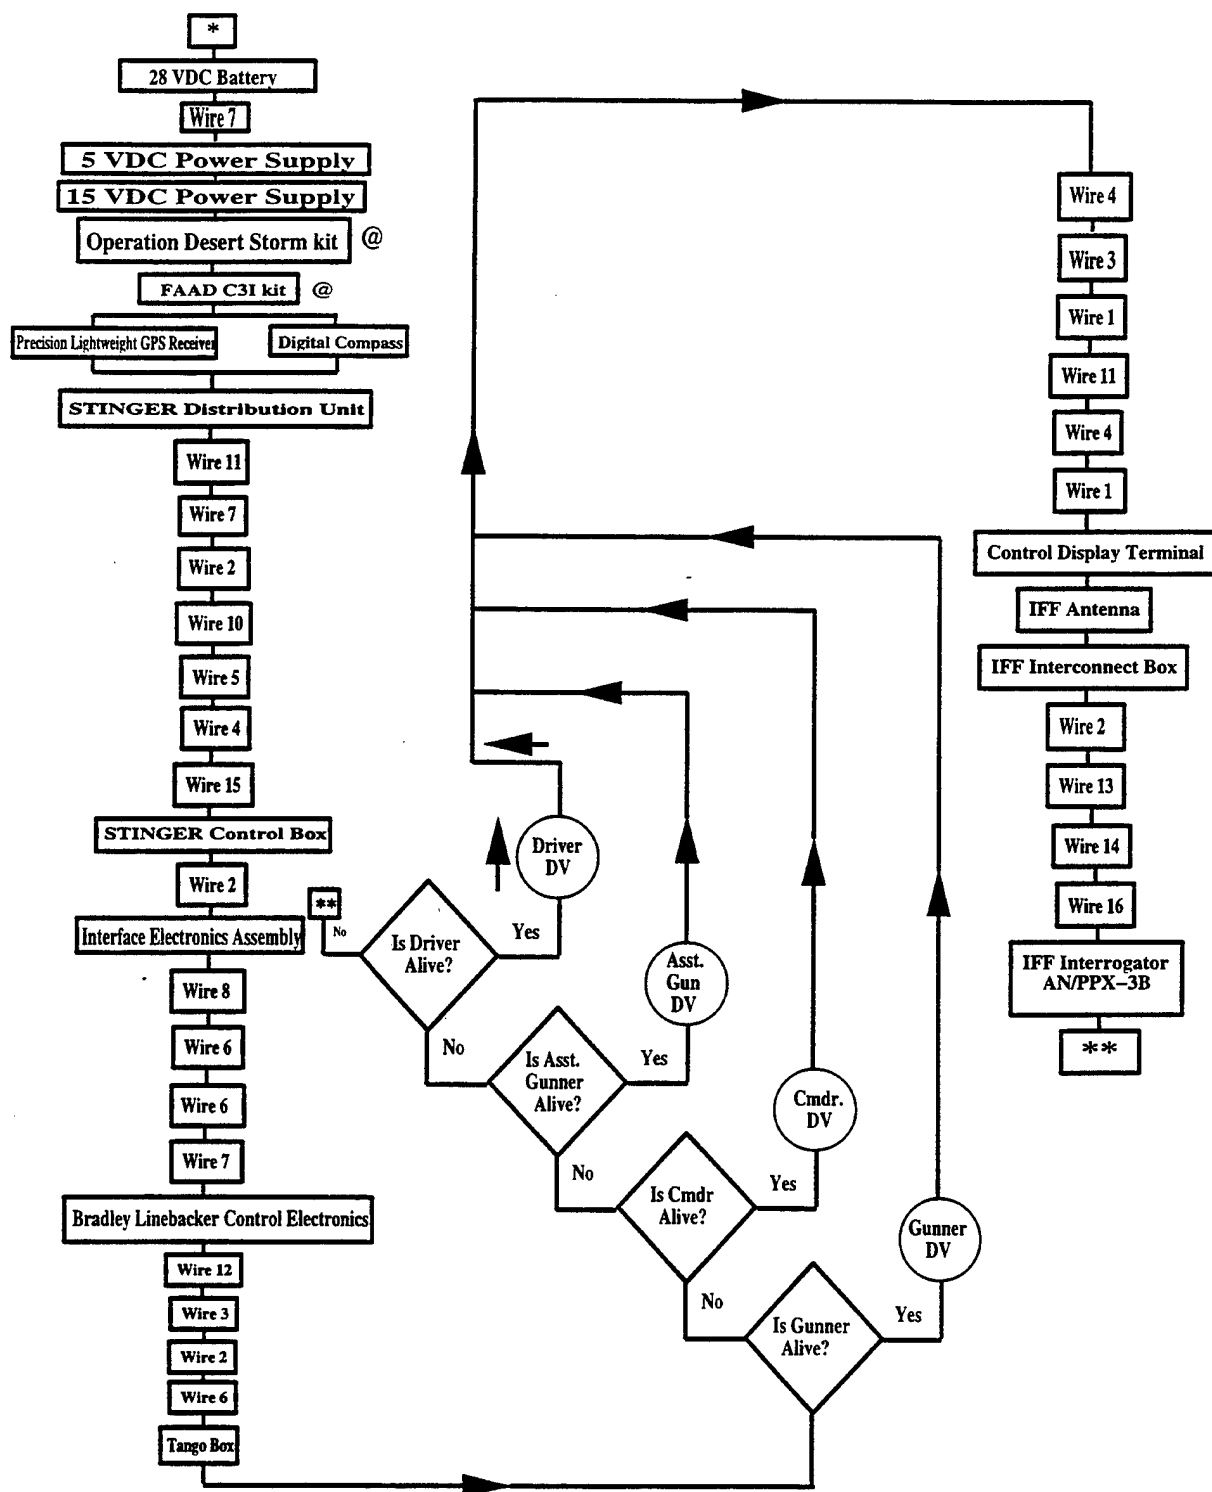 *
28 VDC Battery
Wire 7
5 VDC Power Supply
15 VDC Power Supply
Operation Desert Storm kit @
FAAD C3I kit @
Precision Lightweight GPS Receiver
Digital Compass
STINGER Distribution Unit
Wire 11
Wire 7
Wire 2
Wire 10
Wire 5
Wire 4
Wire 15
STINGER Control Box
Wire 2
Interface Electronics Assembly
Wire 8
Wire 6
Wire 6
Wire 7
Bradley Linebacker Control Electronics
Wire 12
Wire 3
Wire 2
Wire 6
Tango Box
Is Gunner
Alive?
Yes
Gunner
DV
No
Is Cmdr
Alive?
Yes
Cmdr.
DV
No
Is Asst.
Gunner
Alive?
Yes
Asst.
Gun
DV
No
Is Driver
Alive?
Yes
Driver
DV
No
**
Wire 4
Wire 3
Wire 1
Wire 11
Wire 4
Wire 1
Control Display Terminal
IFF Antenna
IFF Interconnect Box
Wire 2
Wire 13
Wire 14
Wire 16
IFF Interrogator
AN/PPX-3B
**